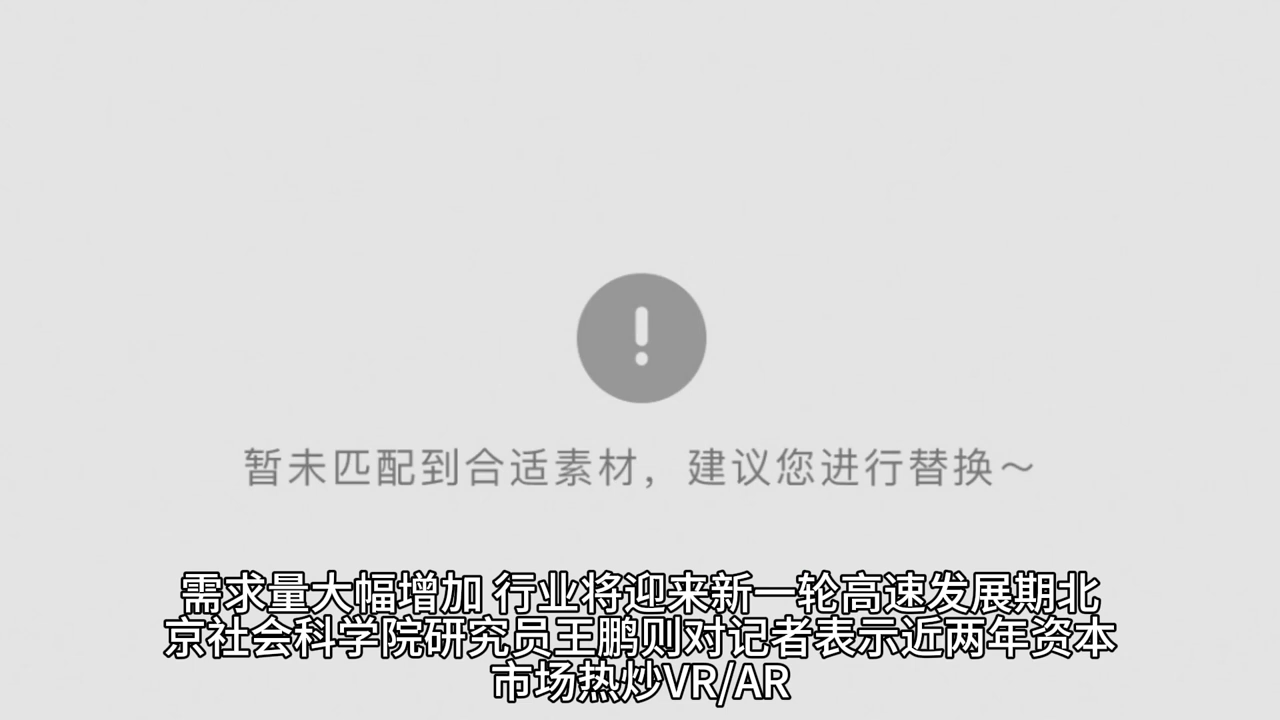 暂未匹配到合适素材，建议您进行替换～
需求量大幅增加 行业将迎来新一轮高速发展期北
京社会科学院研究员王鹏则对记者表示近两年资本
市场热炒VR/AR